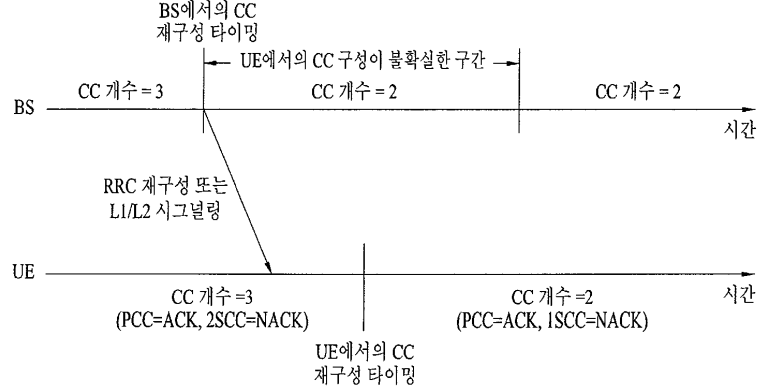 BS에서의 CC
재구성 타이밍
UE에서의 CC 구성이 불확실한 구간
CC 개수 = 3
CC 개수 = 2
CC 개수 = 2
BS
시간
RRC 재구성 또는
L1/L2 시그널링
UE
시간
CC 개수 =3
(PCC=ACK, 2SCC=NACK)
CC 개수=2
(PCC=ACK, 1SCC=NACK)
UE에서의 CC
재구성 타이밍